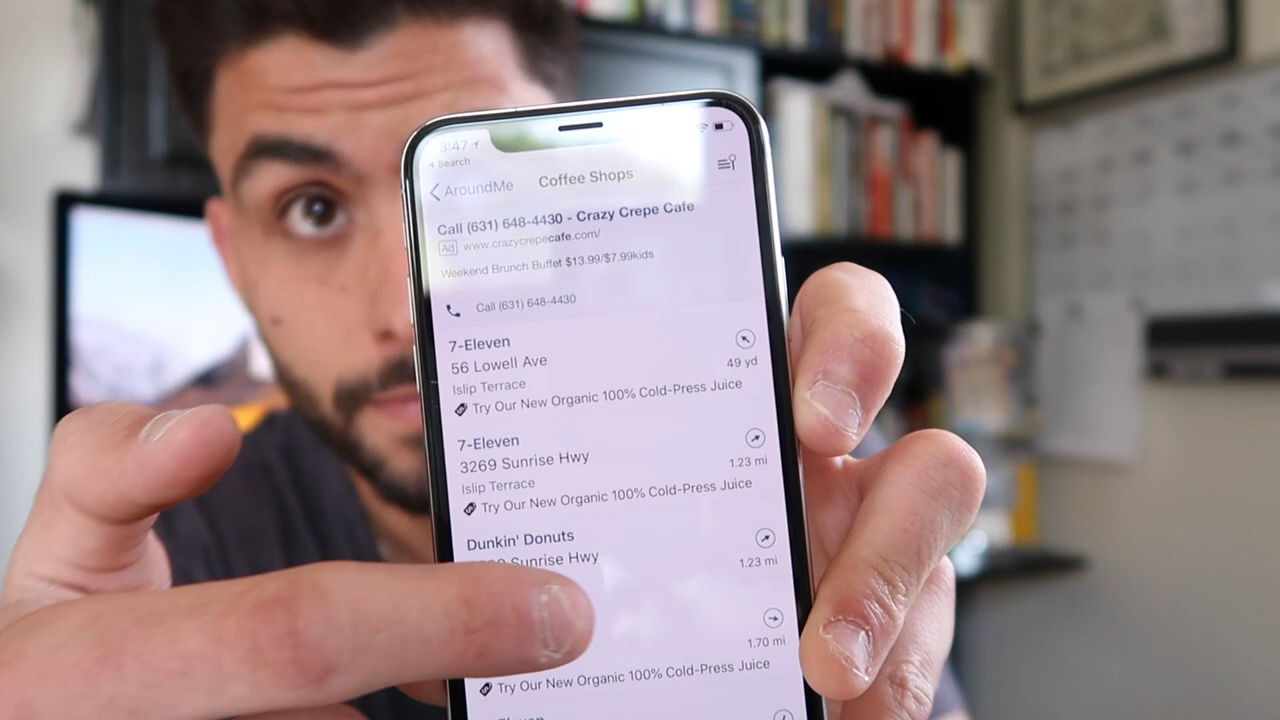 3:47
Search
AroundMe
Coffee Shops
Call (631) 648-4430 - Crazy Crepe Cafe
Ad www.crazycrepecafe.com/
Weekend Brunch Buffet $13.99/$7.99kids
Call (631) 648-4430
7-Eleven
56 Lowell Ave
49 yd
Islip Terrace
Try Our New Organic 100% Cold-Press Juice
7-Eleven
3269 Sunrise Hwy
1.23 mi
Islip Terrace
Try Our New Organic 100% Cold-Press Juice
Dunkin' Donuts
Sunrise Hwy
1.23 mi
1.70 mi
Try Our New Organic 100% Cold-Press Juice
7-Eleven